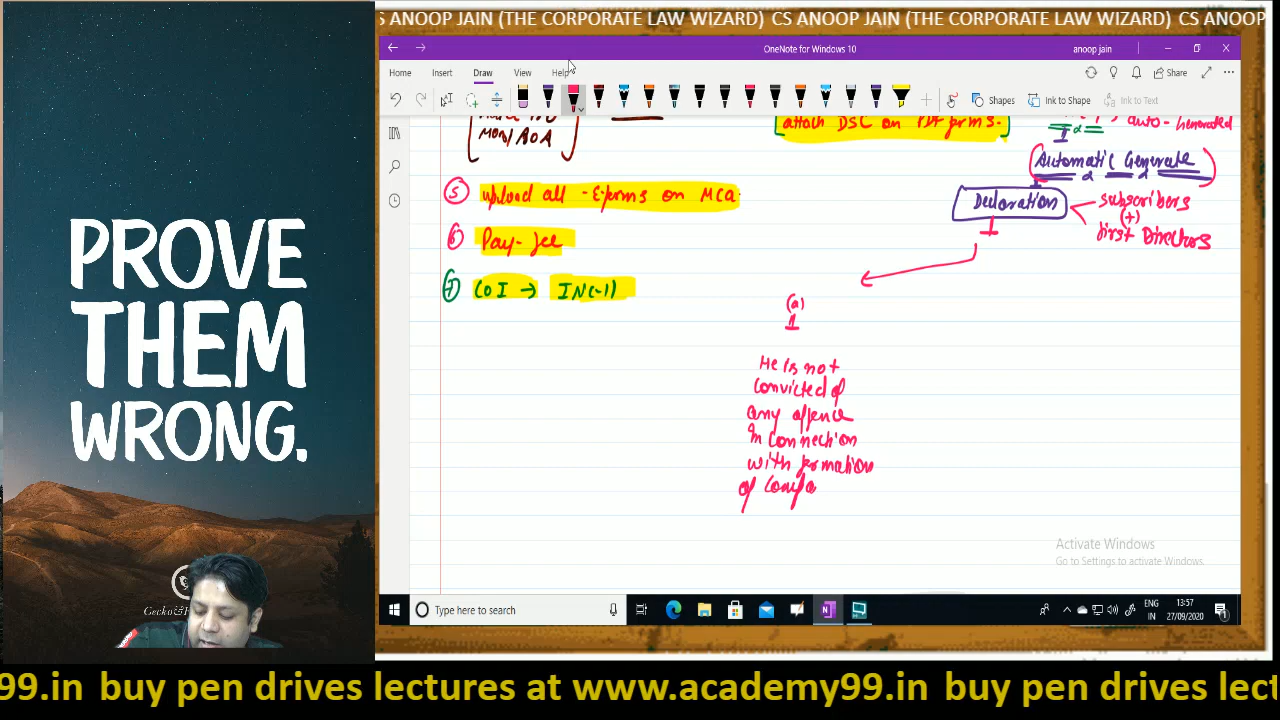 S ANOOP JAIN (THE CORPORATE LAW WIZARD) CS ANOOP JAIN (THE CORPORATE LAW WIZARD) CS ANOOP
OneNote for Windows 10
anoop jain
Home Insert Draw View Help
Share
Shapes
Ink to Shape
Ink to Text
MOA/AOA
attach DSC on PDF forms.
auto-Generated
Automatic Generate
Declaration
subscribers
(+)
first Directors
(5) upload all -E-forms on MCA.
(6) Pay-fee
(7) COI → INC-11
(a)
He is not
convicted of
any offence
in connection
with formation
of Compa
PROVE
THEM
WRONG.
Activate Windows
Go to Settings to activate Windows.
Type here to search
ENG
IN
13:57
27/09/2020
99.in buy pen drives lectures at www.academy99.in buy pen drives lect